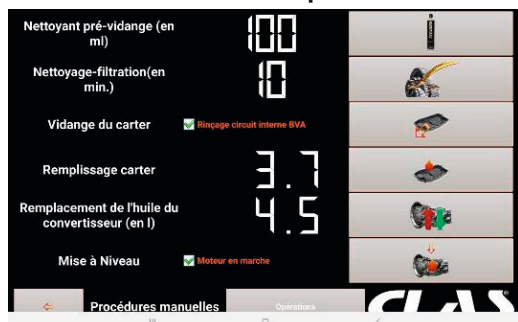 Nettoyant pré-vidange (en
ml)
100
Nettoyage-filtration(en
min.)
10
Vidange du carter
Rinçage circuit interne BVA
Remplissage carter
3.7
Remplacement de l'huile du
convertisseur (en l)
4.5
Mise à Niveau
Moteur en marche
Procédures manuelles
Opérations
CLAS